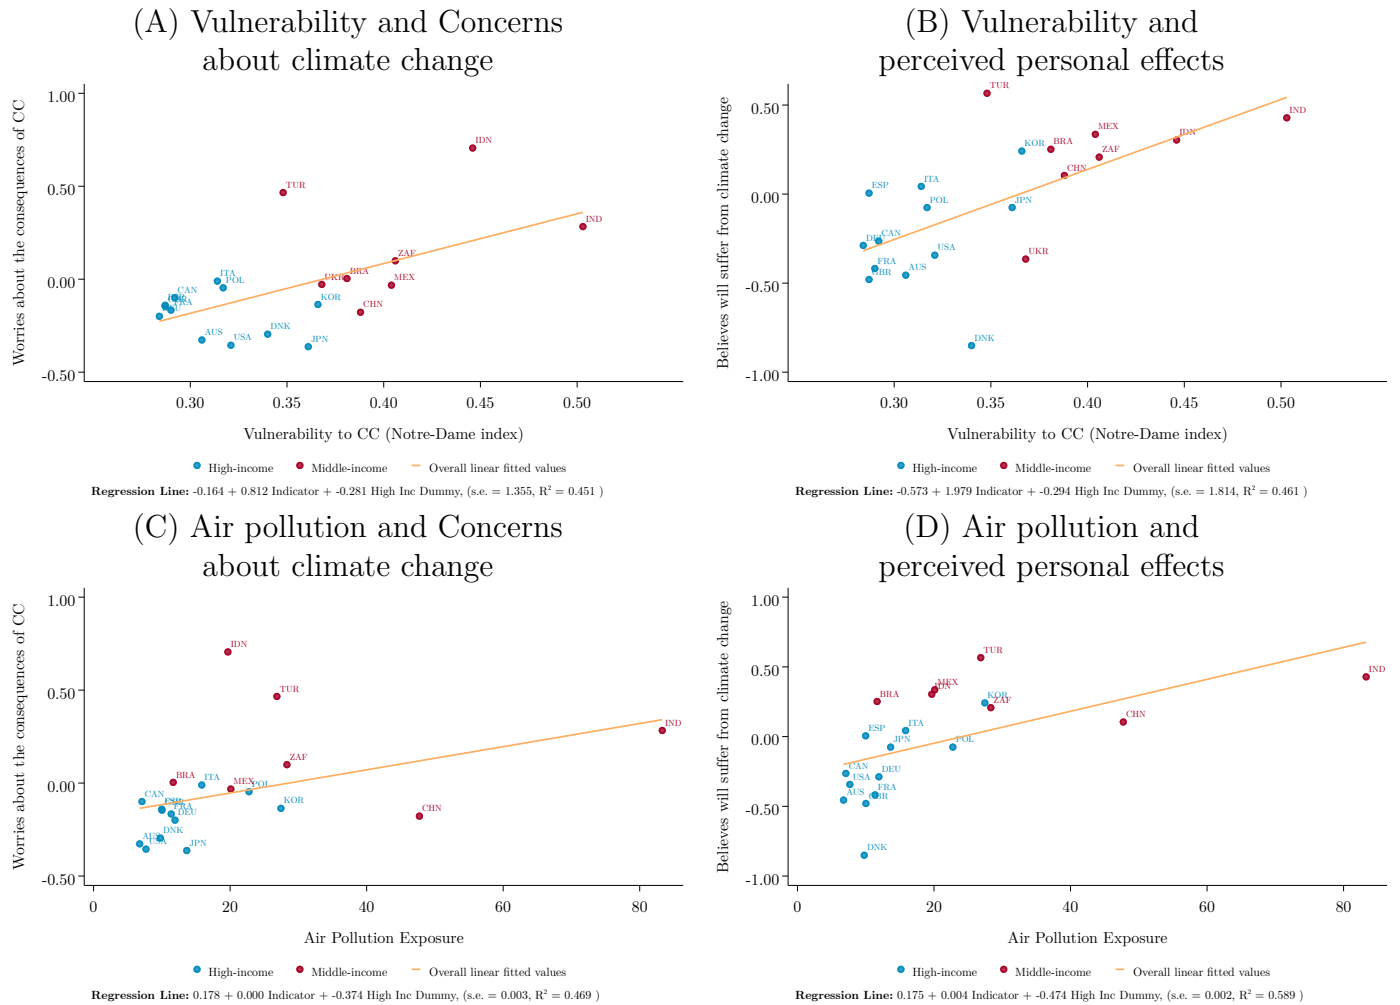 (A) Vulnerability and Concerns
about climate change
Worries about the consequences of CC
1.00
0.50
0.00
-0.50
IDN
TUR
IND
ZAF
BRA
UKR
MEX
CHN
KOR
ITA
POL
CAN
FRA
DEU
AUS
USA
DNK
JPN
0.30
0.35
0.40
0.45
0.50
Vulnerability to CC (Notre-Dame index)
High-income
Middle-income
Overall linear fitted values
Regression Line: -0.164 + 0.812 Indicator + -0.281 High Inc Dummy, (s.e. = 1.355, R² = 0.451 )
(B) Vulnerability and
perceived personal effects
Believes will suffer from climate change
0.50
0.00
-0.50
-1.00
TUR
IND
MEX
IDN
BRA
KOR
ZAF
CHN
ESP
ITA
POL
JPN
DEU
CAN
USA
UKR
FRA
GBR
AUS
DNK
0.30
0.35
0.40
0.45
0.50
Vulnerability to CC (Notre-Dame index)
High-income
Middle-income
Overall linear fitted values
Regression Line: -0.573 + 1.979 Indicator + -0.294 High Inc Dummy, (s.e. = 1.814, R² = 0.461 )
(C) Air pollution and Concerns
about climate change
Worries about the consequences of CC
1.00
0.50
0.00
-0.50
IDN
TUR
IND
ZAF
BRA
ITA
MEX
POL
CAN
KOR
CHN
FRA
DEU
DNK
AUS
USA
JPN
0
20
40
60
80
Air Pollution Exposure
High-income
Middle-income
Overall linear fitted values
Regression Line: 0.178 + 0.000 Indicator + -0.374 High Inc Dummy, (s.e. = 0.003, R² = 0.469 )
(D) Air pollution and
perceived personal effects
Believes will suffer from climate change
1.00
0.50
0.00
-0.50
-1.00
TUR
IND
MEX
IDN
BRA
KOR
ZAF
CHN
ESP
ITA
JPN
POL
CAN
DEU
USA
FRA
AUS
GBR
DNK
0
20
40
60
80
Air Pollution Exposure
High-income
Middle-income
Overall linear fitted values
Regression Line: 0.175 + 0.004 Indicator + -0.474 High Inc Dummy, (s.e. = 0.002, R² = 0.589 )